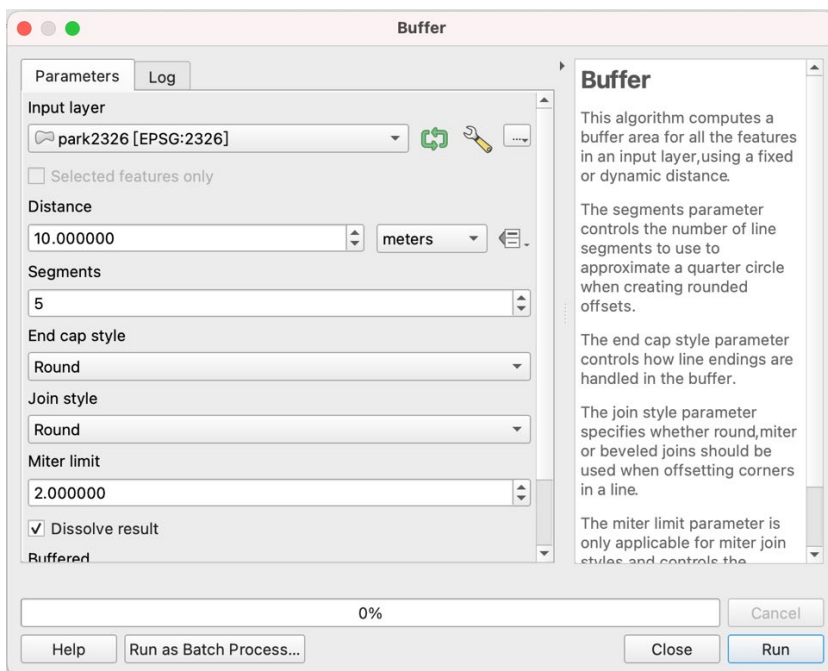 Buffer
Parameters
Log
Input layer
park2326 [EPSG:2326]
...
Selected features only
Distance
10.000000
meters
Segments
5
End cap style
Round
Join style
Round
Miter limit
2.000000
Dissolve result
Buffered
Buffer
This algorithm computes a
buffer area for all the features
in an input layer,using a fixed
or dynamic distance.
The segments parameter
controls the number of line
segments to use to
approximate a quarter circle
when creating rounded
offsets.
The end cap style parameter
controls how line endings are
handled in the buffer.
The join style parameter
specifies whether round,miter
or beveled joins should be
used when offsetting corners
in a line.
The miter limit parameter is
only applicable for miter join
styles and controls the
0%
Cancel
Help
Run as Batch Process...
Close
Run